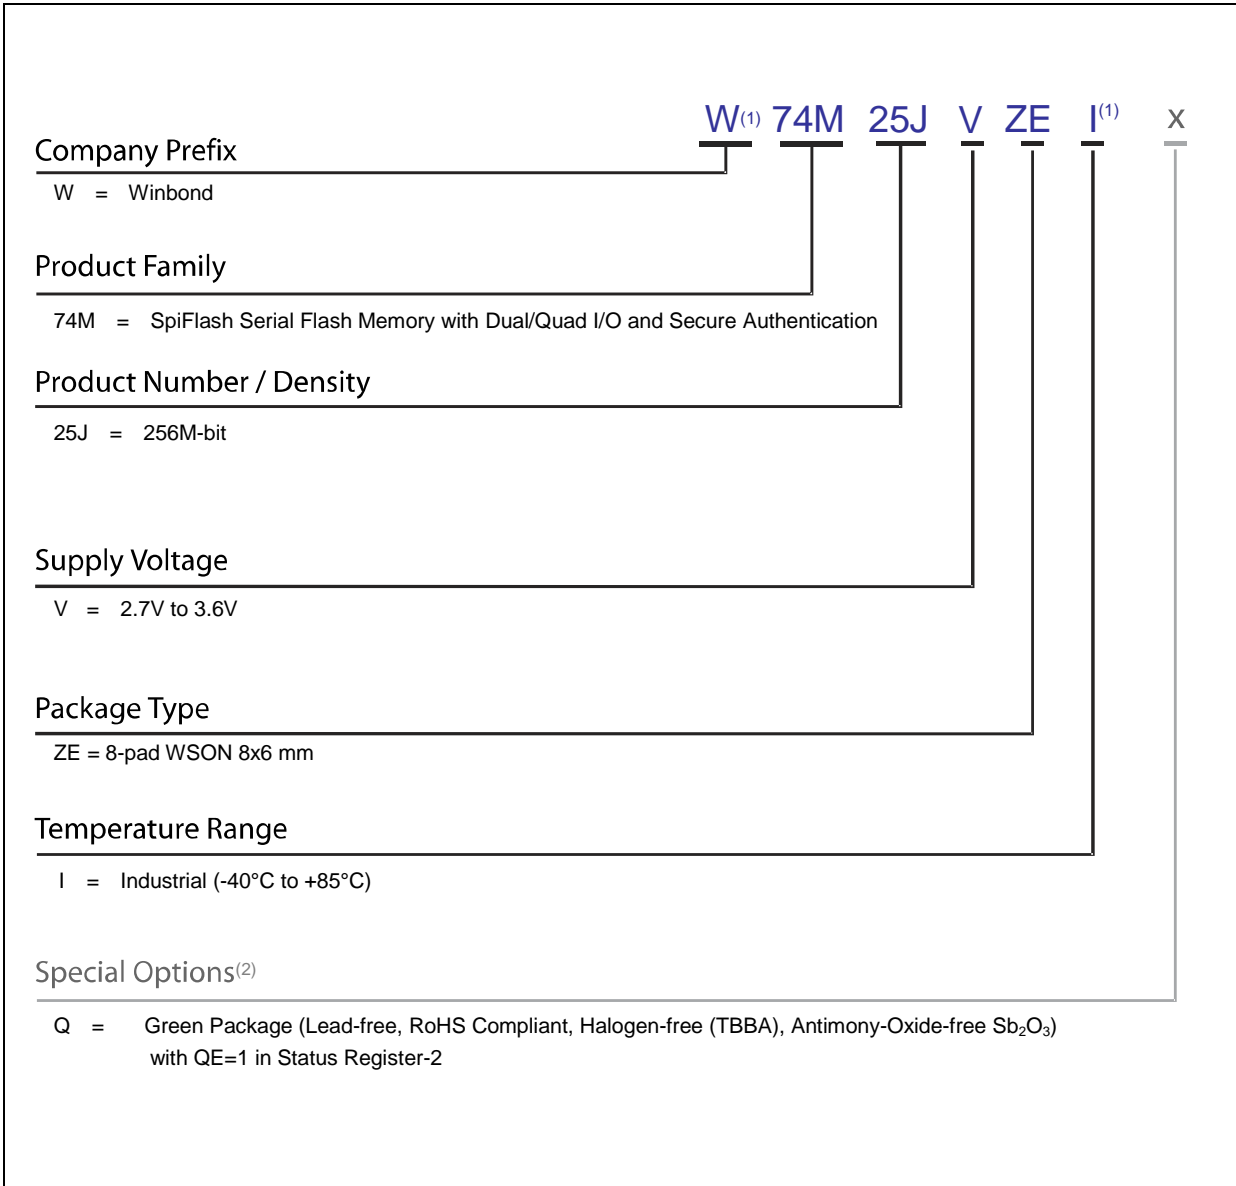 W(1) 74M 25J V ZE I(1) x
Company Prefix
W = Winbond
Product Family
74M = SpiFlash Serial Flash Memory with Dual/Quad I/O and Secure Authentication
Product Number / Density
25J = 256M-bit
Supply Voltage
V = 2.7V to 3.6V
Package Type
ZE = 8-pad WSON 8x6 mm
Temperature Range
I = Industrial (-40°C to +85°C)
Special Options(2)
Q = Green Package (Lead-free, RoHS Compliant, Halogen-free (TBBA), Antimony-Oxide-free Sb₂O₃)
with QE=1 in Status Register-2